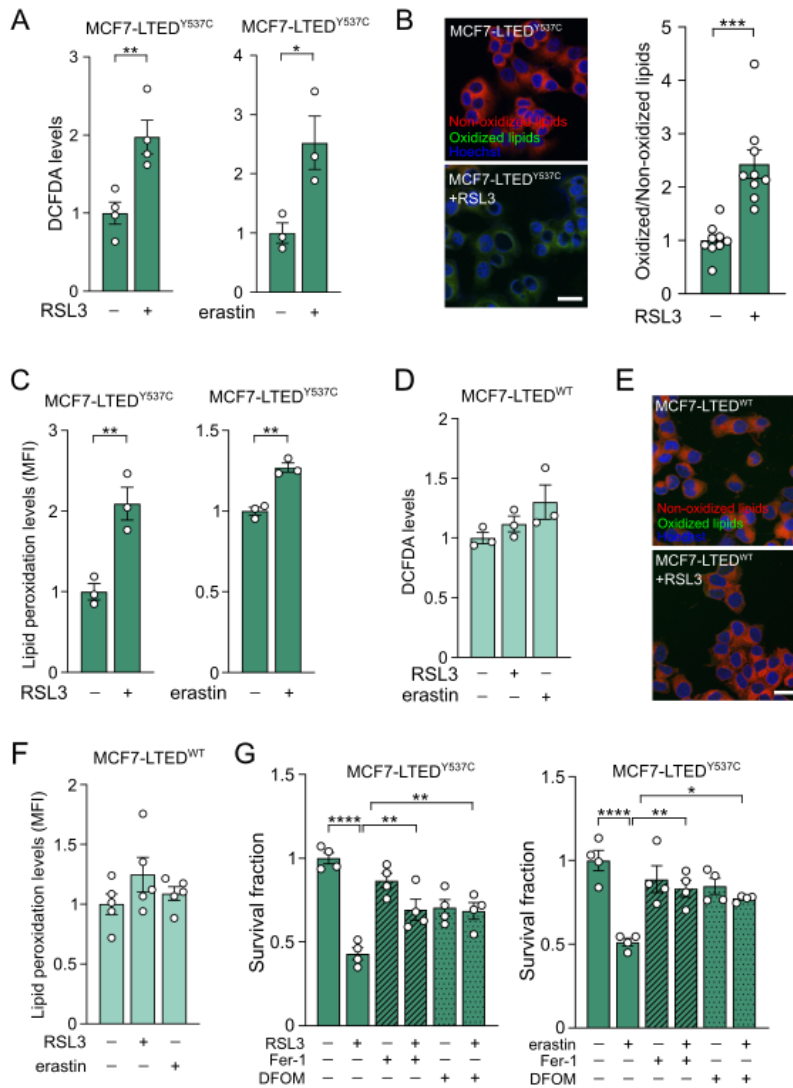 A
MCF7-LTEDY537C
MCF7-LTEDY537C
**
*
DCFDA levels
3
2
1
0
4
3
2
1
0
RSL3 – +
erastin – +
B
MCF7-LTEDY537C
Non-oxidized lipids
Oxidized lipids
Hoechst
MCF7-LTEDY537C
+RSL3
***
Oxidized/Non-oxidized lipids
5
4
3
2
1
0
RSL3 – +
C
MCF7-LTEDY537C
MCF7-LTEDY537C
**
**
Lipid peroxidation levels (MFI)
3
2
1
0
1.5
1.25
1
0.5
0
RSL3 – +
erastin – +
D
MCF7-LTEDWT
DCFDA levels
2
1.5
1
0.5
0
RSL3 – + –
erastin – – +
E
MCF7-LTEDWT
Non-oxidized lipids
Oxidized lipids
Hoechst
MCF7-LTEDWT
+RSL3
F
MCF7-LTEDWT
Lipid peroxidation levels (MFI)
2
1.5
1
0.5
0
RSL3 – + –
erastin – – +
G
MCF7-LTEDY537C
**
**** **
Survival fraction
1.5
1
0.5
0
RSL3 – + – + – +
Fer-1 – – + + – –
DFOM – – – – + +
MCF7-LTEDY537C
*
**** **
Survival fraction
1.5
1
0.5
0
erastin – + – + – +
Fer-1 – – + + – –
DFOM – – – – + +